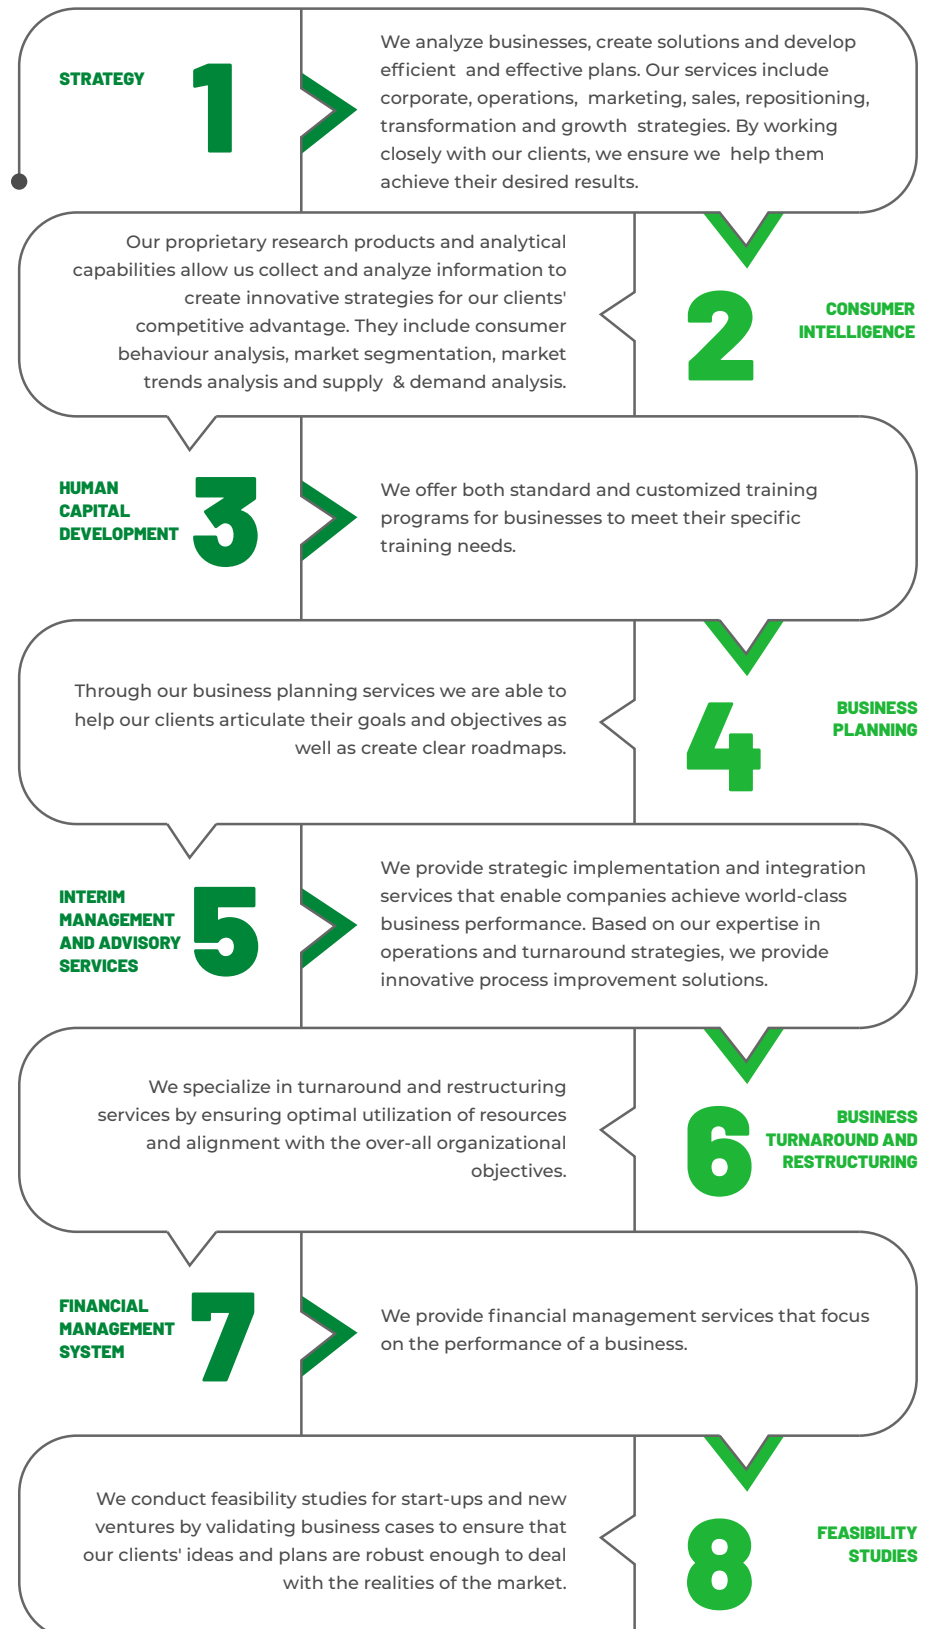 STRATEGY
1
We analyze businesses, create solutions and develop
efficient  and effective plans. Our services include
corporate, operations,  marketing, sales, repositioning,
transformation and growth  strategies. By working
closely with our clients, we ensure we  help them
achieve their desired results.
Our proprietary research products and analytical
capabilities allow us collect and analyze information to
create innovative strategies for our clients'
competitive advantage. They include consumer
behaviour analysis, market segmentation, market
trends analysis and supply  & demand analysis.
2
CONSUMER
INTELLIGENCE
HUMAN
CAPITAL
DEVELOPMENT
3
We offer both standard and customized training
programs for businesses to meet their specific
training needs.
Through our business planning services we are able to
help our clients articulate their goals and objectives as
well as create clear roadmaps.
4
BUSINESS
PLANNING
INTERIM
MANAGEMENT
AND ADVISORY
SERVICES
5
We provide strategic implementation and integration
services that enable companies achieve world-class
business performance. Based on our expertise in
operations and turnaround strategies, we provide
innovative process improvement solutions.
We specialize in turnaround and restructuring
services by ensuring optimal utilization of resources
and alignment with the over-all organizational
objectives.
6
BUSINESS
TURNAROUND AND
RESTRUCTURING
FINANCIAL
MANAGEMENT
SYSTEM
7
We provide financial management services that focus
on the performance of a business.
We conduct feasibility studies for start-ups and new
ventures by validating business cases to ensure that
our clients' ideas and plans are robust enough to deal
with the realities of the market.
8
FEASIBILITY
STUDIES